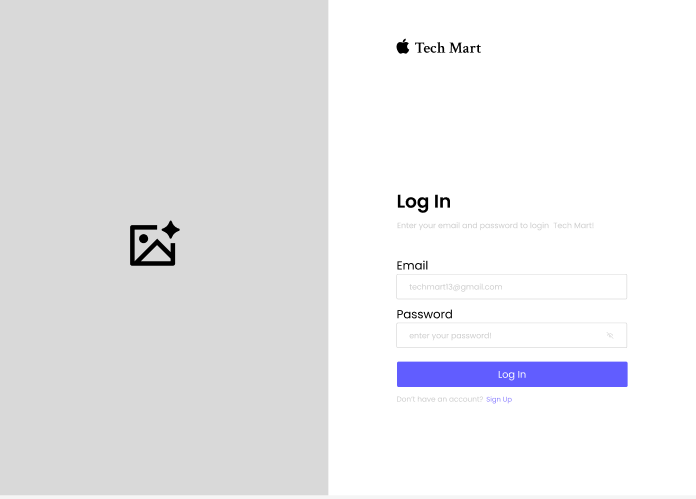 Tech Mart
Log In
Enter your email and password to login  Tech Mart!
Email
techmart13@gmail.com
Password
enter your password!
Log In
Don't have an account? Sign Up